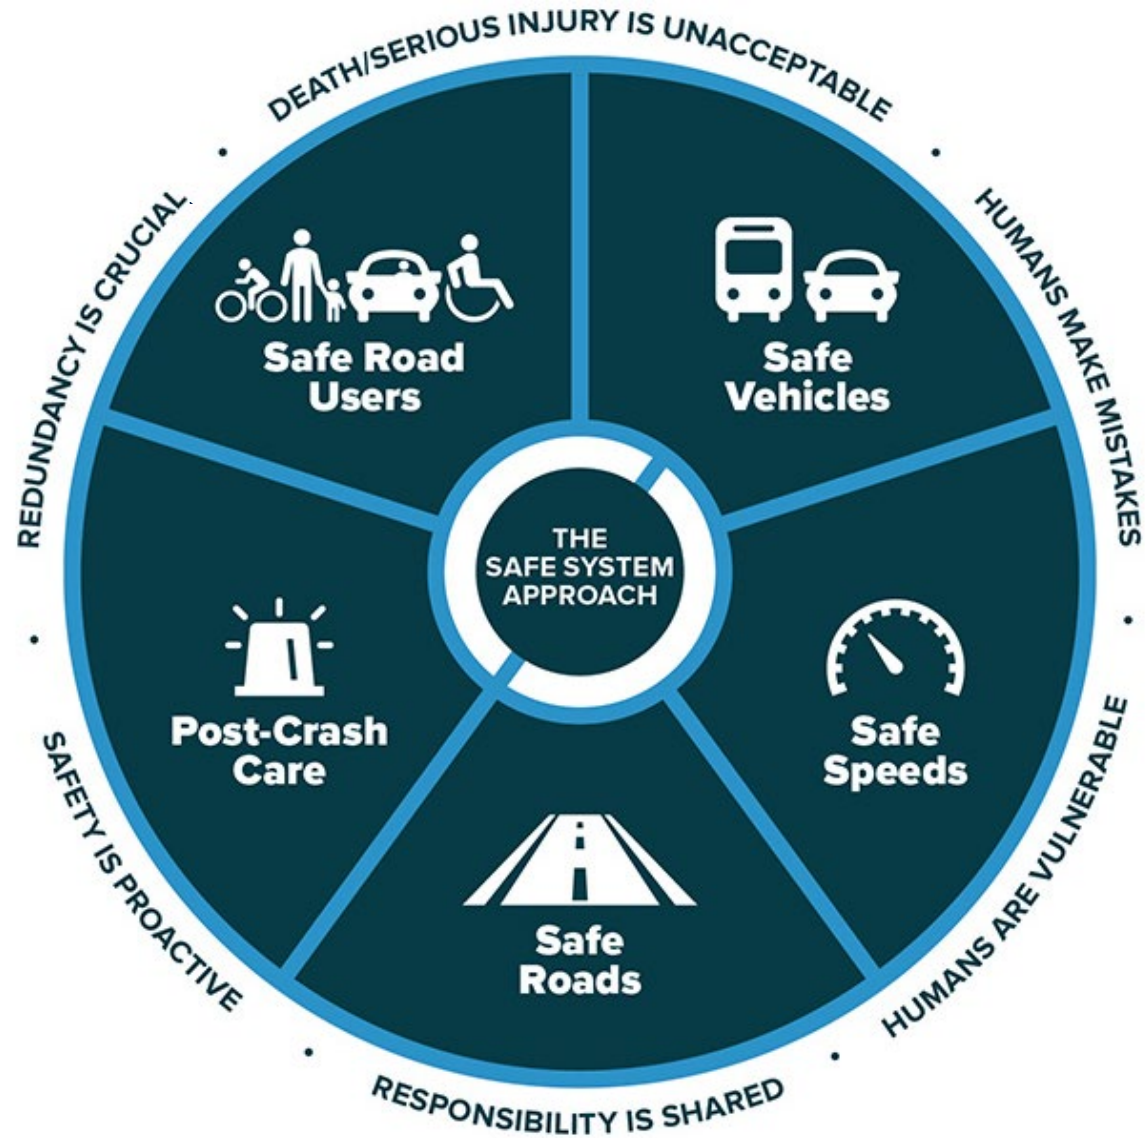 DEATH/SERIOUS INJURY IS UNACCEPTABLE
HUMANS MAKE MISTAKES
HUMANS ARE VULNERABLE
RESPONSIBILITY IS SHARED
SAFETY IS PROACTIVE
REDUNDANCY IS CRUCIAL
Safe Road
Users
Safe
Vehicles
Safe
Speeds
Safe
Roads
Post-Crash
Care
THE
SAFE SYSTEM
APPROACH